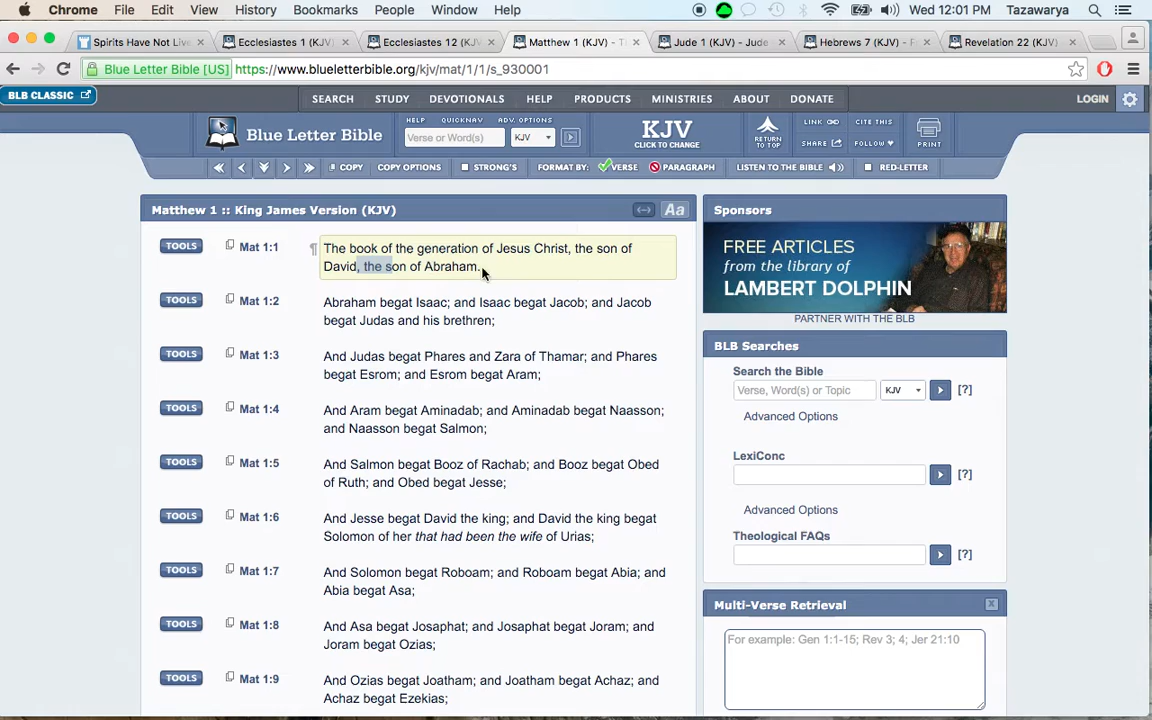 Chrome File Edit View History Bookmarks People Window Help Wed 12:01 PM Tazawarya
Spirits Have Not Live Ecclesiastes 1 (KJV) Ecclesiastes 12 (KJV) Matthew 1 (KJV) - T Jude 1 (KJV) - Jude Hebrews 7 (KJV) - F Revelation 22 (KJV)
Blue Letter Bible [US] https://www.blueletterbible.org/kjv/mat/1/1/s_930001
BLB CLASSIC
SEARCH STUDY DEVOTIONALS HELP PRODUCTS MINISTRIES ABOUT DONATE LOGIN
HELP QUICKNAV ADV. OPTIONS
Blue Letter Bible Verse or Word(s) KJV
KJV
CLICK TO CHANGE
RETURN TO TOP
LINK CITE THIS
SHARE FOLLOW PRINT
COPY COPY OPTIONS STRONG'S FORMAT BY: VERSE PARAGRAPH LISTEN TO THE BIBLE RED-LETTER
Matthew 1 :: King James Version (KJV) Aa
TOOLS Mat 1:1 ¶ The book of the generation of Jesus Christ, the son of
David, the son of Abraham.
TOOLS Mat 1:2 Abraham begat Isaac; and Isaac begat Jacob; and Jacob
begat Judas and his brethren;
TOOLS Mat 1:3 And Judas begat Phares and Zara of Thamar; and Phares
begat Esrom; and Esrom begat Aram;
TOOLS Mat 1:4 And Aram begat Aminadab; and Aminadab begat Naasson;
and Naasson begat Salmon;
TOOLS Mat 1:5 And Salmon begat Booz of Rachab; and Booz begat Obed
of Ruth; and Obed begat Jesse;
TOOLS Mat 1:6 And Jesse begat David the king; and David the king begat
Solomon of her that had been the wife of Urias;
TOOLS Mat 1:7 And Solomon begat Roboam; and Roboam begat Abia; and
Abia begat Asa;
TOOLS Mat 1:8 And Asa begat Josaphat; and Josaphat begat Joram; and
Joram begat Ozias;
TOOLS Mat 1:9 And Ozias begat Joatham; and Joatham begat Achaz; and
Achaz begat Ezekias;
Sponsors
FREE ARTICLES
from the library of
LAMBERT DOLPHIN
PARTNER WITH THE BLB
BLB Searches
Search the Bible
Verse, Word(s) or Topic KJV [?]
Advanced Options
LexiConc
[?]
Advanced Options
Theological FAQs
[?]
Multi-Verse Retrieval x
For example: Gen 1:1-15; Rev 3; 4; Jer 21:10